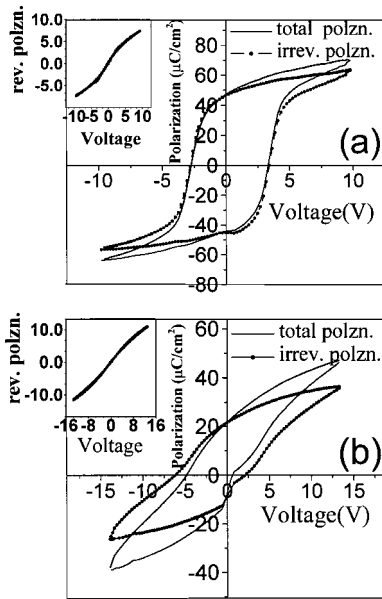 10.0
5.0
0.0
-5.0
-10 -5 0 5 10
Voltage
rev. polzn.
Polarization (μC/cm²)
80
60
40
20
0
-20
-40
-60
-80
total polzn.
irrev. polzn.
(a)
-10 -5 0 5 10
Voltage(V)
10.0
0.0
-10.0
-16 -8 0 8 16
Voltage
rev. polzn.
Polarization (μC/cm²)
60
40
20
0
-20
-40
total polzn.
irrev. polzn.
(b)
-15 -10 -5 0 5 10 15
Voltage(V)